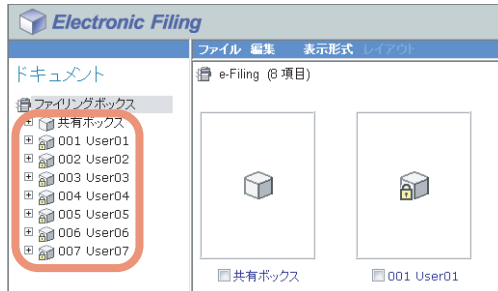 Electronic Filing
ファイル 編集 表示形式 レイアウト
ドキュメント
e-Filing (8 項目)
ファイリングボックス
共有ボックス
001 User01
002 User02
003 User03
004 User04
005 User05
006 User06
007 User07
共有ボックス
001 User01